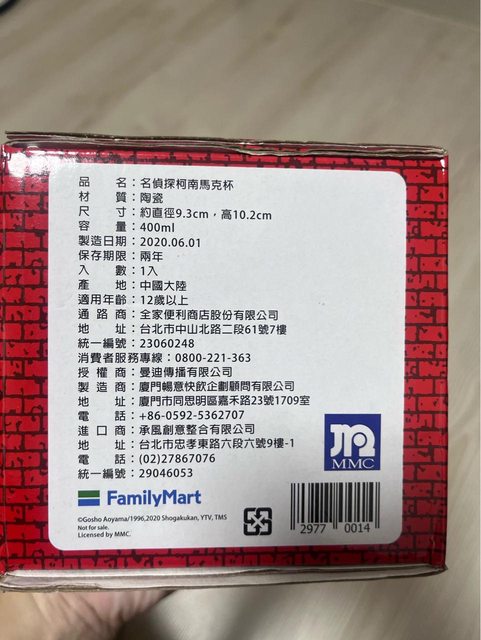 品名：名偵探柯南馬克杯
材質：陶瓷
尺寸：約直徑9.3cm，高10.2cm
容量：400ml
製造日期：2020.06.01
保存期限：兩年
入數：1入
產地：中國大陸
適用年齡：12歲以上
通路商：全家便利商店股份有限公司
地址：台北市中山北路二段61號7樓
統一編號：23060248
消費者服務專線：0800-221-363
授權商：曼迪傳播有限公司
製造商：廈門暢意快飲企劃顧問有限公司
地址：廈門市同思明區嘉禾路23號1709室
電話：+86-0592-5362707
進口商：承風創意整合有限公司
地址：台北市忠孝東路六段六號9樓-1
電話：(02)27867076
統一編號：29046053
MMC
FamilyMart
©Gosho Aoyama/1996,2020 Shogakukan, YTV, TMS
Not for sale.
Licensed by MMC.
2977 0014